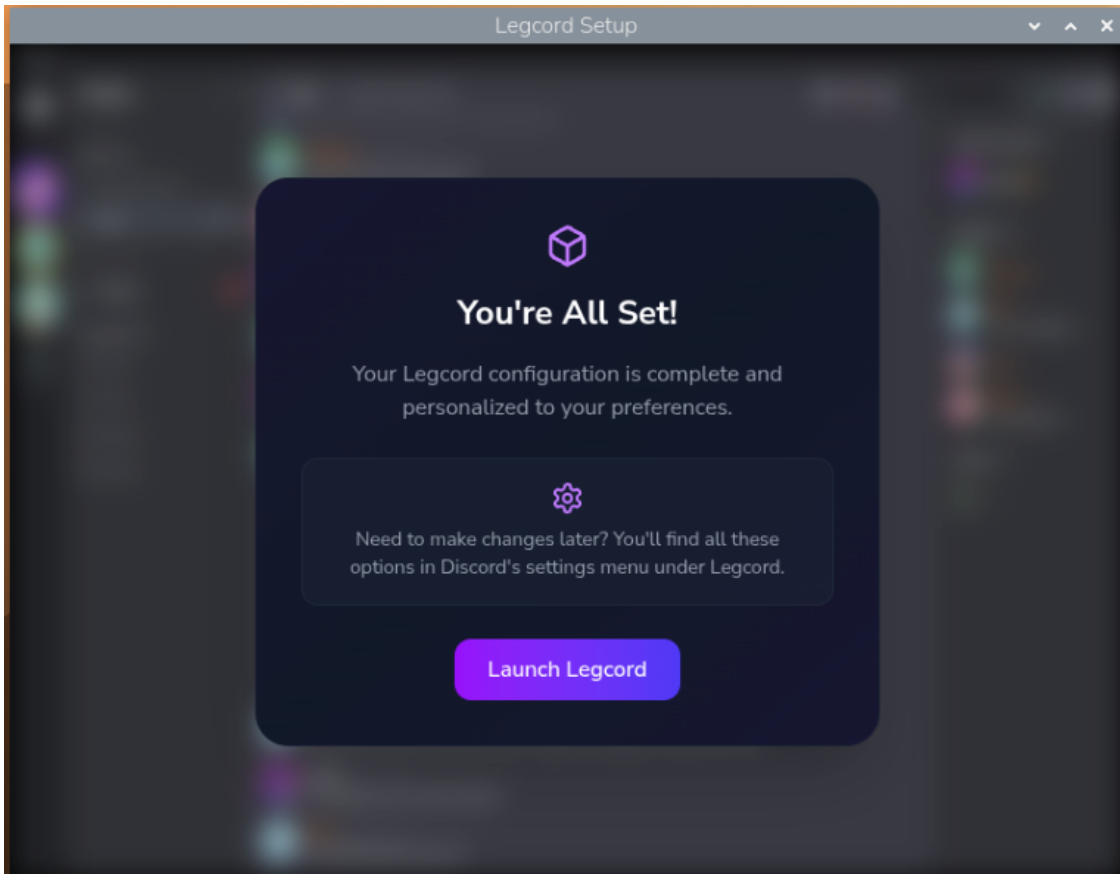 Legcord Setup
You're All Set!
Your Legcord configuration is complete and
personalized to your preferences.
Need to make changes later? You'll find all these
options in Discord's settings menu under Legcord.
Launch Legcord